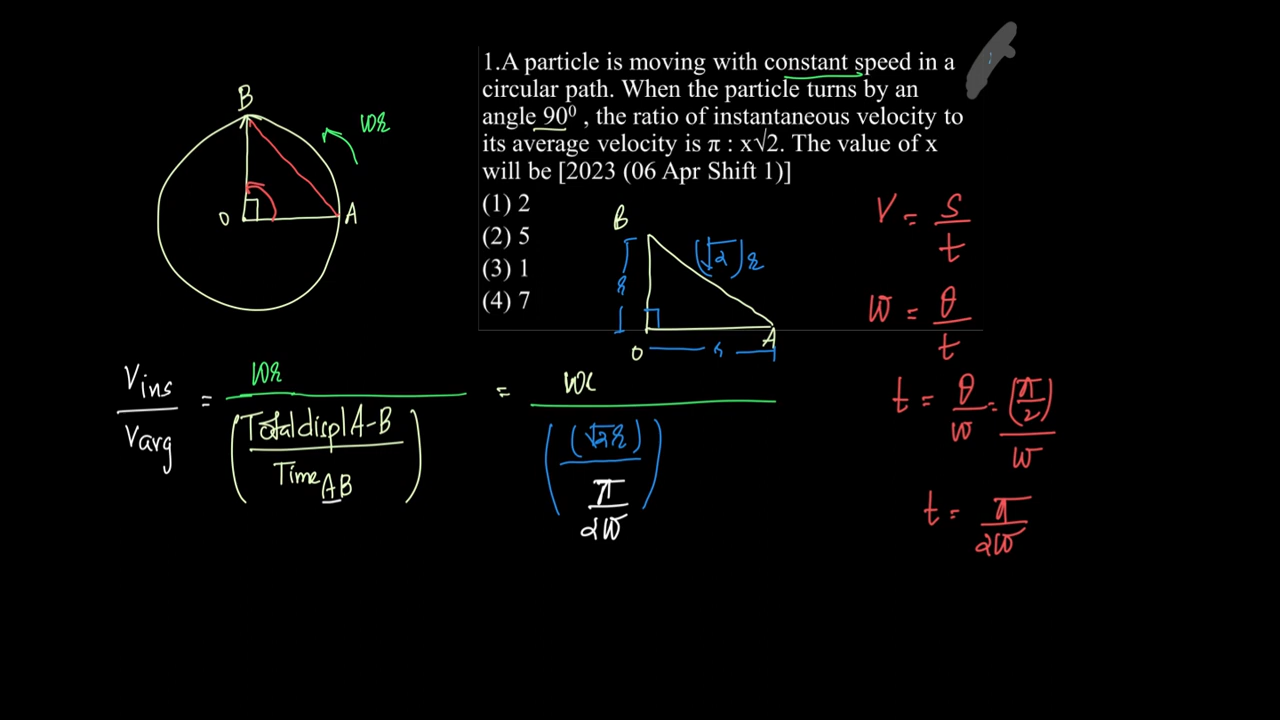 1.A particle is moving with constant speed in a
circular path. When the particle turns by an
angle 90⁰ , the ratio of instantaneous velocity to
its average velocity is π : x√2. The value of x
will be [2023 (06 Apr Shift 1)]
(1) 2
(2) 5
(3) 1
(4) 7
B
ωr
O
A
B
(√2)r
r
O
r
A
V = S/t
ω = θ/t
t = θ/ω = (π/2)/ω
t = π/2ω
Vins/Varg = ωr/(Total displ A-B/Time AB) = ωr/((√2r)/(π/2ω))